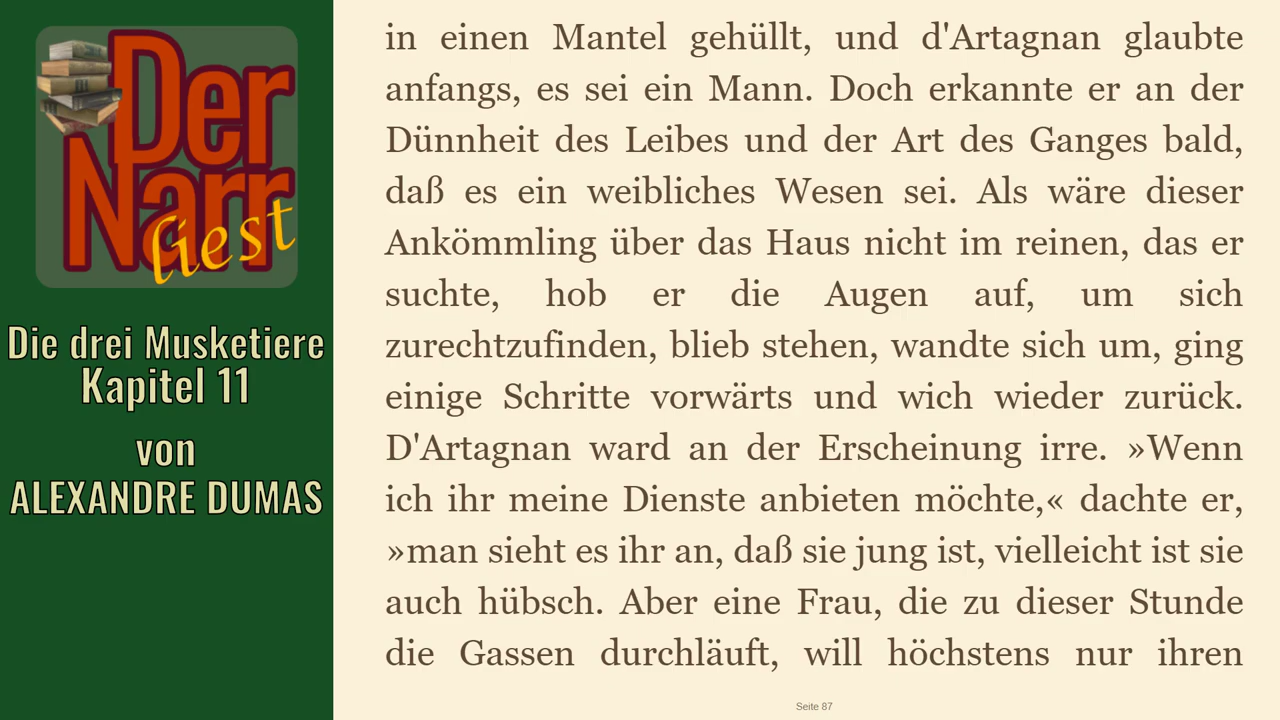 Der
Narr
liest
Die drei Musketiere
Kapitel 11
von
ALEXANDRE DUMAS
in einen Mantel gehüllt, und d'Artagnan glaubte
anfangs, es sei ein Mann. Doch erkannte er an der
Dünnheit des Leibes und der Art des Ganges bald,
daß es ein weibliches Wesen sei. Als wäre dieser
Ankömmling über das Haus nicht im reinen, das er
suchte, hob er die Augen auf, um sich
zurechtzufinden, blieb stehen, wandte sich um, ging
einige Schritte vorwärts und wich wieder zurück.
D'Artagnan ward an der Erscheinung irre. »Wenn
ich ihr meine Dienste anbieten möchte,« dachte er,
»man sieht es ihr an, daß sie jung ist, vielleicht ist sie
auch hübsch. Aber eine Frau, die zu dieser Stunde
die Gassen durchläuft, will höchstens nur ihren
Seite 87